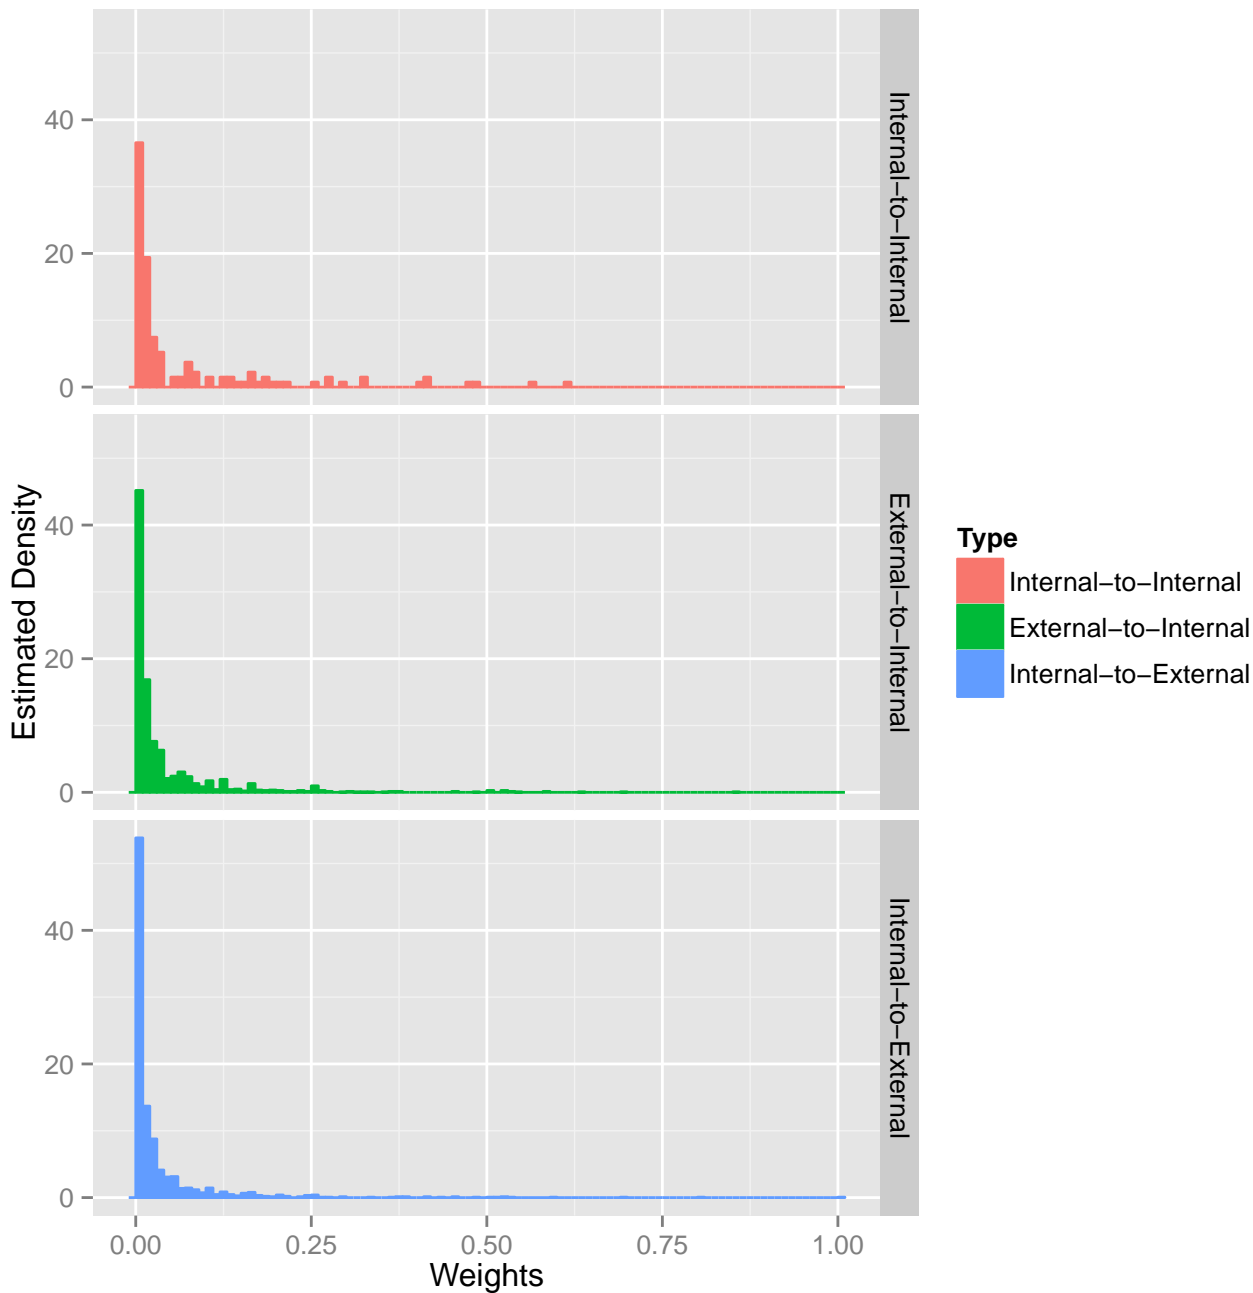 Estimated Density
40
20
0
Internal−to−Internal
40
20
0
External−to−Internal
40
20
0
Internal−to−External
0.00 0.25 0.50 0.75 1.00
Weights
Type
Internal−to−Internal
External−to−Internal
Internal−to−External